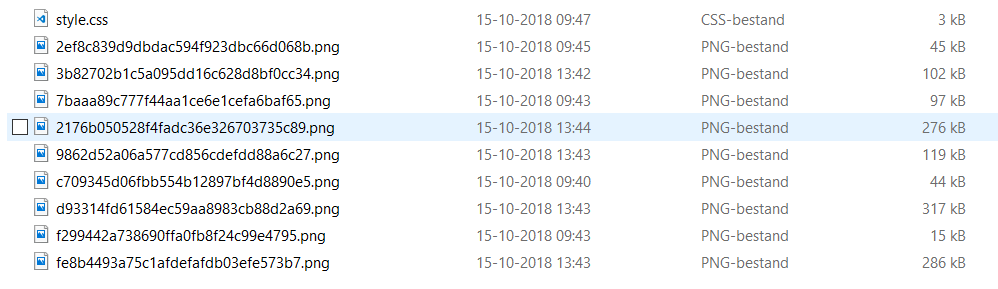 style.css 15-10-2018 09:47 CSS-bestand 3 kB
2ef8c839d9dbdac594f923dbc66d068b.png 15-10-2018 09:45 PNG-bestand 45 kB
3b82702b1c5a095dd16c628d8bf0cc34.png 15-10-2018 13:42 PNG-bestand 102 kB
7baaa89c777f44aa1ce6e1cefa6baf65.png 15-10-2018 09:43 PNG-bestand 97 kB
2176b050528f4fadc36e326703735c89.png 15-10-2018 13:44 PNG-bestand 276 kB
9862d52a06a577cd856cdefdd88a6c27.png 15-10-2018 13:43 PNG-bestand 119 kB
c709345d06fbb554b12897bf4d8890e5.png 15-10-2018 09:40 PNG-bestand 44 kB
d93314fd61584ec59aa8983cb88d2a69.png 15-10-2018 13:43 PNG-bestand 317 kB
f299442a738690ffa0fb8f24c99e4795.png 15-10-2018 09:43 PNG-bestand 15 kB
fe8b4493a75c1afdefafdb03efe573b7.png 15-10-2018 13:43 PNG-bestand 286 kB